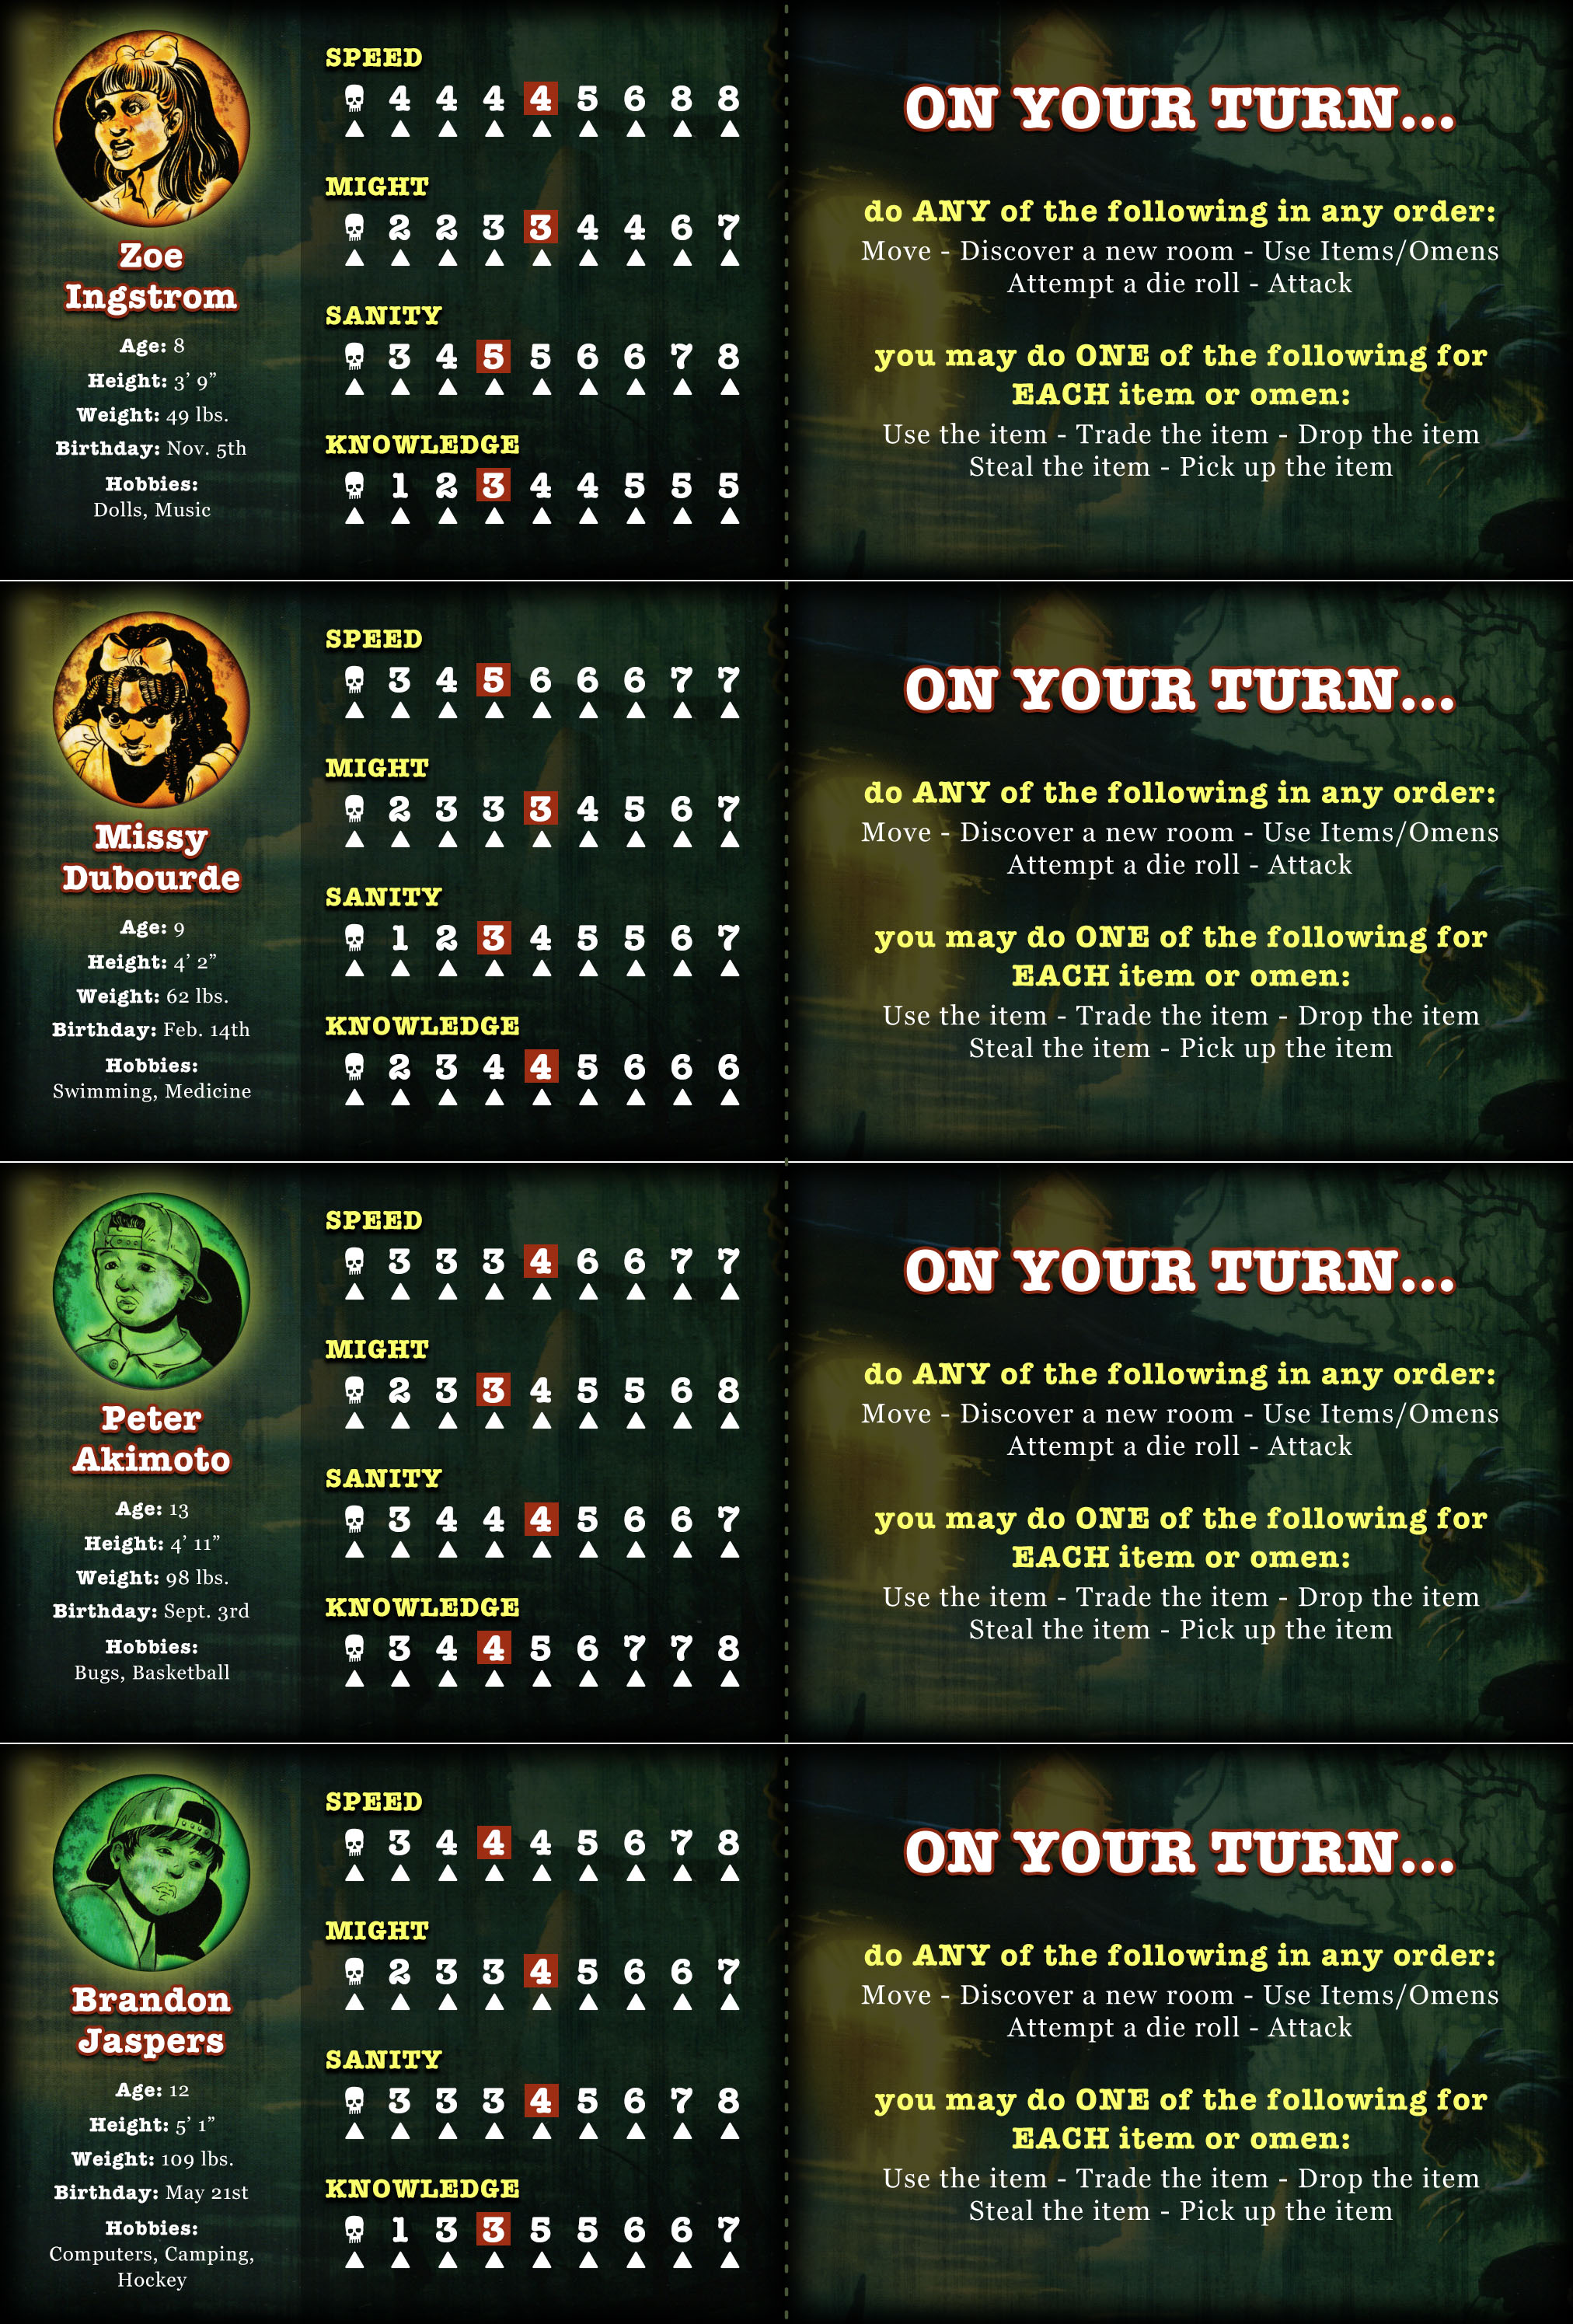 Zoe
Ingstrom
Age: 8
Height: 3’ 9”
Weight: 49 lbs.
Birthday: Nov. 5th
Hobbies:
Dolls, Music
SPEED
4 4 4 4 5 6 8 8
MIGHT
2 2 3 3 4 4 6 7
SANITY
3 4 5 5 6 6 7 8
KNOWLEDGE
1 2 3 4 4 5 5 5
ON YOUR TURN...
do ANY of the following in any order:
Move - Discover a new room - Use Items/Omens
Attempt a die roll - Attack
you may do ONE of the following for
EACH item or omen:
Use the item - Trade the item - Drop the item
Steal the item - Pick up the item
Missy
Dubourde
Age: 9
Height: 4’ 2”
Weight: 62 lbs.
Birthday: Feb. 14th
Hobbies:
Swimming, Medicine
SPEED
3 4 5 6 6 6 7 7
MIGHT
2 3 3 3 4 5 6 7
SANITY
1 2 3 4 5 5 6 7
KNOWLEDGE
2 3 4 4 5 6 6 6
ON YOUR TURN...
do ANY of the following in any order:
Move - Discover a new room - Use Items/Omens
Attempt a die roll - Attack
you may do ONE of the following for
EACH item or omen:
Use the item - Trade the item - Drop the item
Steal the item - Pick up the item
Peter
Akimoto
Age: 13
Height: 4’ 11”
Weight: 98 lbs.
Birthday: Sept. 3rd
Hobbies:
Bugs, Basketball
SPEED
3 3 3 4 6 6 7 7
MIGHT
2 3 3 4 5 5 6 8
SANITY
3 4 4 4 5 6 6 7
KNOWLEDGE
3 4 4 5 6 7 7 8
ON YOUR TURN...
do ANY of the following in any order:
Move - Discover a new room - Use Items/Omens
Attempt a die roll - Attack
you may do ONE of the following for
EACH item or omen:
Use the item - Trade the item - Drop the item
Steal the item - Pick up the item
Brandon
Jaspers
Age: 12
Height: 5’ 1”
Weight: 109 lbs.
Birthday: May 21st
Hobbies:
Computers, Camping,
Hockey
SPEED
3 4 4 4 5 6 7 8
MIGHT
2 3 3 4 5 6 6 7
SANITY
3 3 3 4 5 6 7 8
KNOWLEDGE
1 3 3 5 5 6 6 7
ON YOUR TURN...
do ANY of the following in any order:
Move - Discover a new room - Use Items/Omens
Attempt a die roll - Attack
you may do ONE of the following for
EACH item or omen:
Use the item - Trade the item - Drop the item
Steal the item - Pick up the item